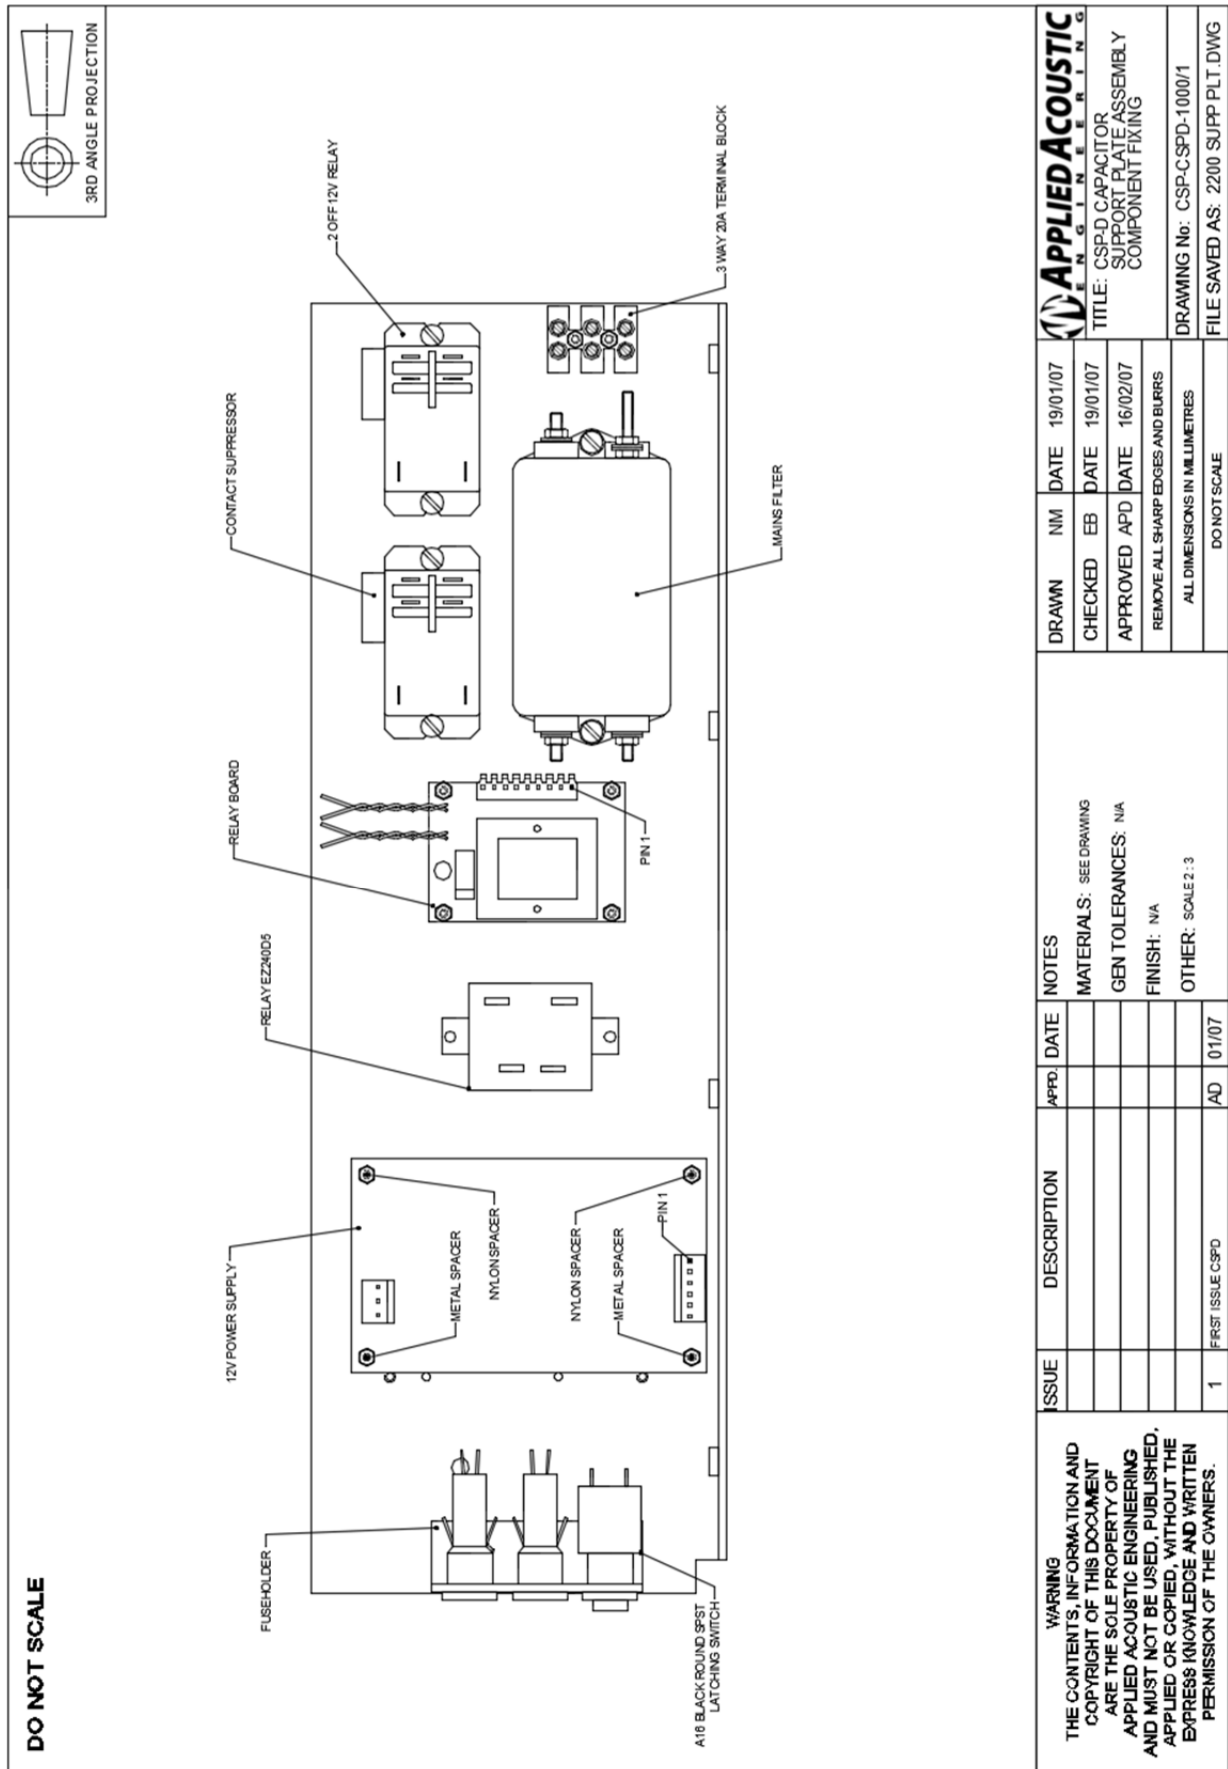 DO NOT SCALE
3RD ANGLE PROJECTION
FUSEHOLDER
12V POWER SUPPLY
RELAY EZ240D5
RELAY BOARD
CONTACT SUPPRESSOR
2 OFF 12V RELAY
METAL SPACER
NYLON SPACER
NYLON SPACER
METAL SPACER
PIN 1
PIN 1
MAINS FILTER
3 WAY 20A TERMINAL BLOCK
A16 BLACK ROUND SPST
LATCHING SWITCH
WARNING
THE CONTENTS, INFORMATION AND
COPYRIGHT OF THIS DOCUMENT
ARE THE SOLE PROPERTY OF
APPLIED ACOUSTIC ENGINEERING
AND MUST NOT BE USED, PUBLISHED,
APPLIED OR COPIED, WITHOUT THE
EXPRESS KNOWLEDGE AND WRITTEN
PERMISSION OF THE OWNERS.
ISSUE DESCRIPTION APPD. DATE
1 FIRST ISSUE CSPD AD 01/07
NOTES
MATERIALS: SEE DRAWING
GEN TOLERANCES: N/A
FINISH: N/A
OTHER: SCALE 2 : 3
DRAWN NM DATE 19/01/07
CHECKED EB DATE 19/01/07
APPROVED APD DATE 16/02/07
REMOVE ALL SHARP EDGES AND BURRS
ALL DIMENSIONS IN MILLIMETRES
DO NOT SCALE
APPLIED ACOUSTIC
ENGINEERING
TITLE: CSP-D CAPACITOR
SUPPORT PLATE ASSEMBLY
COMPONENT FIXING
DRAWING No: CSP-CSPD-1000/1
FILE SAVED AS: 2200 SUPP PLT.DWG